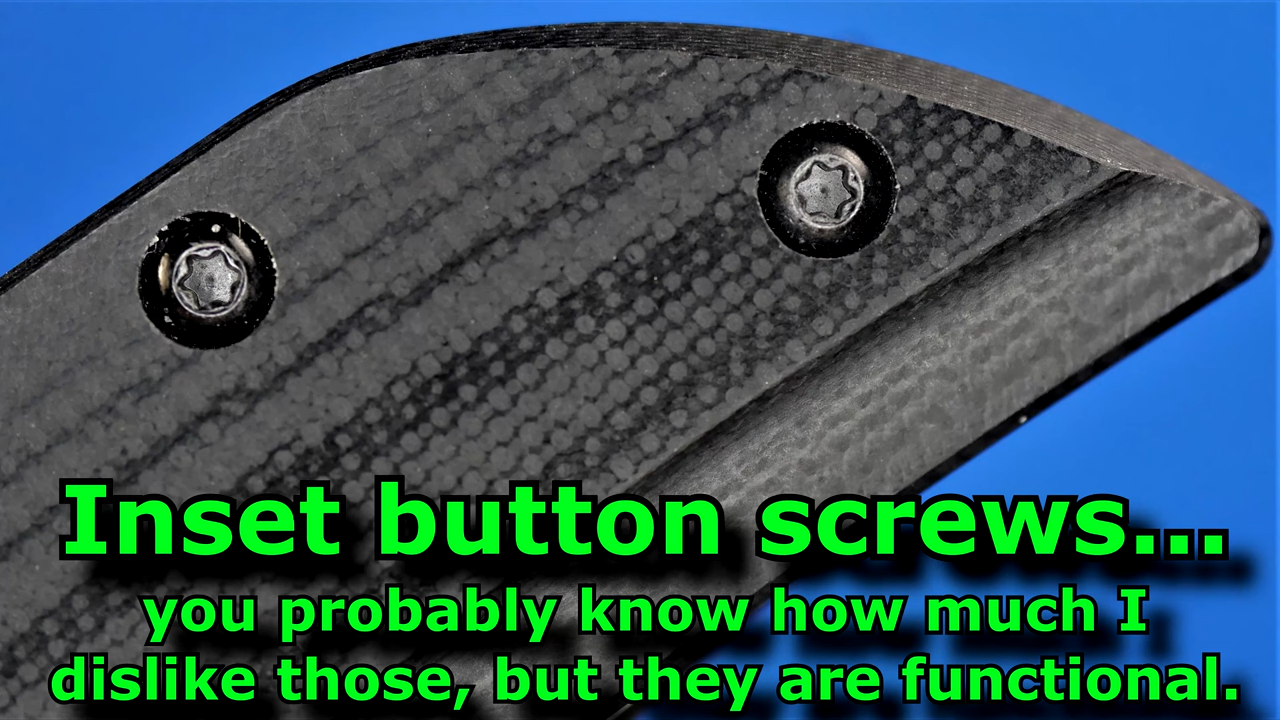 Inset button screws...
you probably know how much I
dislike those, but they are functional.